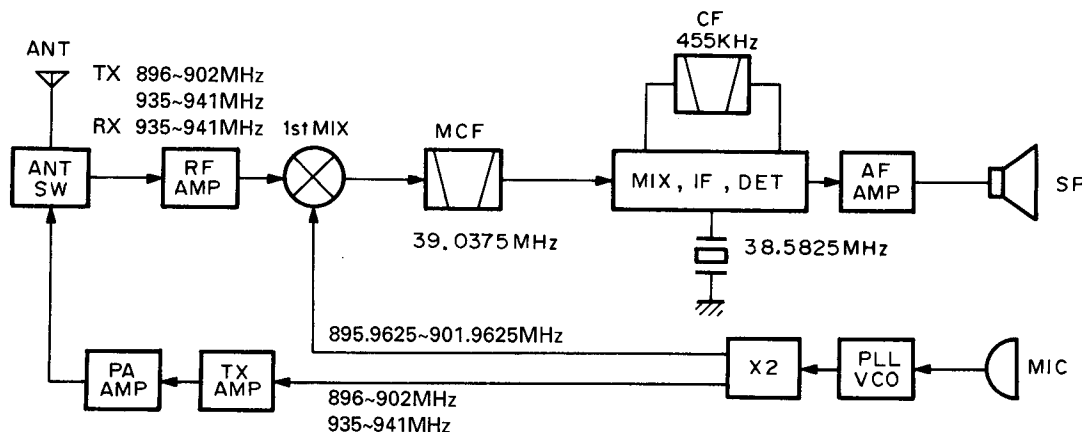 CF
455KHz
ANT
TX 896~902MHz
935~941MHz
RX 935~941MHz
1st MIX
MCF
ANT
SW
RF
AMP
MIX, IF, DET
AF
AMP
SP
39.0375MHz
38.5825MHz
895.9625~901.9625MHz
PA
AMP
TX
AMP
X2
PLL
VCO
MIC
896~902MHz
935~941MHz